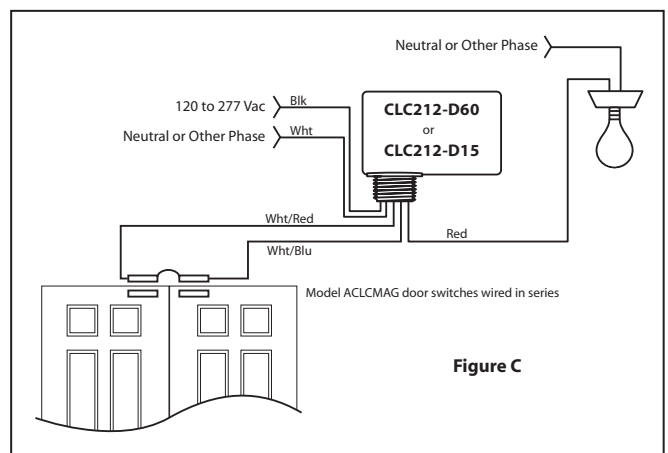 Neutral or Other Phase
120 to 277 Vac
Blk
CLC212-D60
or
CLC212-D15
Neutral or Other Phase
Wht
Wht/Red
Red
Wht/Blu
Model ACLCMAG door switches wired in series
Figure C